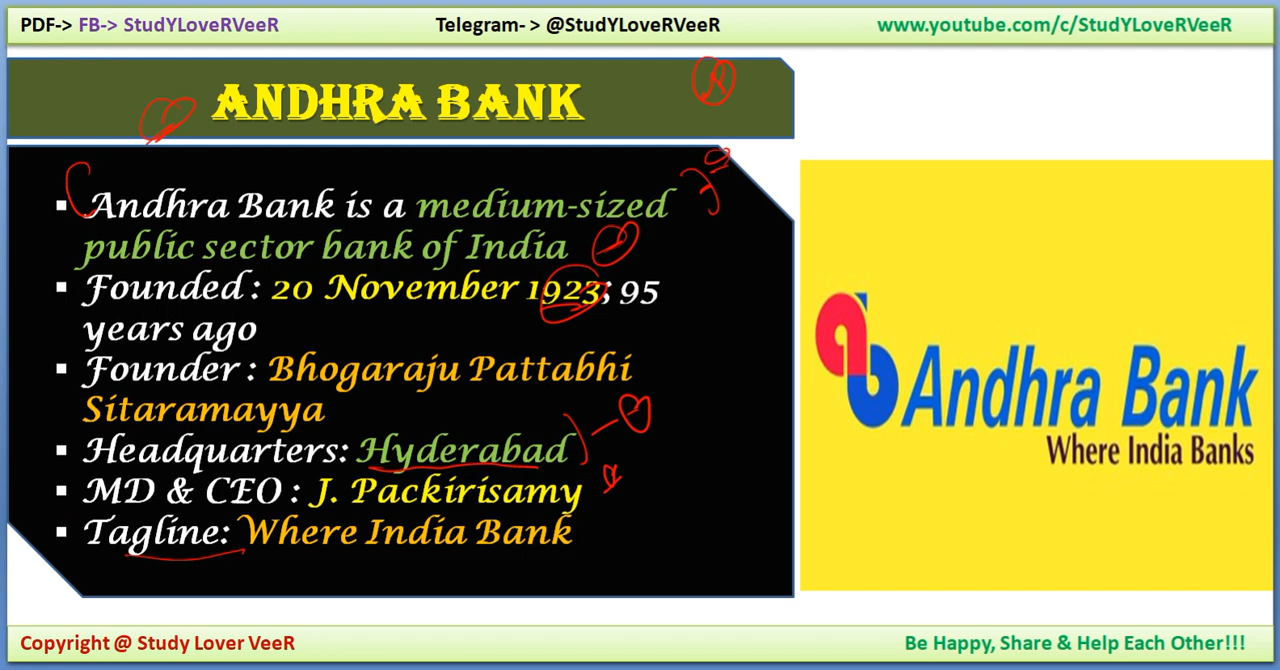 PDF-> FB-> StudYLoveRVeeR Telegram- > @StudYLoveRVeeR www.youtube.com/c/StudYLoveRVeeR
ANDHRA BANK
▪ Andhra Bank is a medium-sized
public sector bank of India
▪ Founded : 20 November 1923; 95
years ago
▪ Founder : Bhogaraju Pattabhi
Sitaramayya
▪ Headquarters: Hyderabad
▪ MD & CEO : J. Packirisamy
▪ Tagline: Where India Bank
Andhra Bank
Where India Banks
Copyright @ Study Lover VeeR Be Happy, Share & Help Each Other!!!